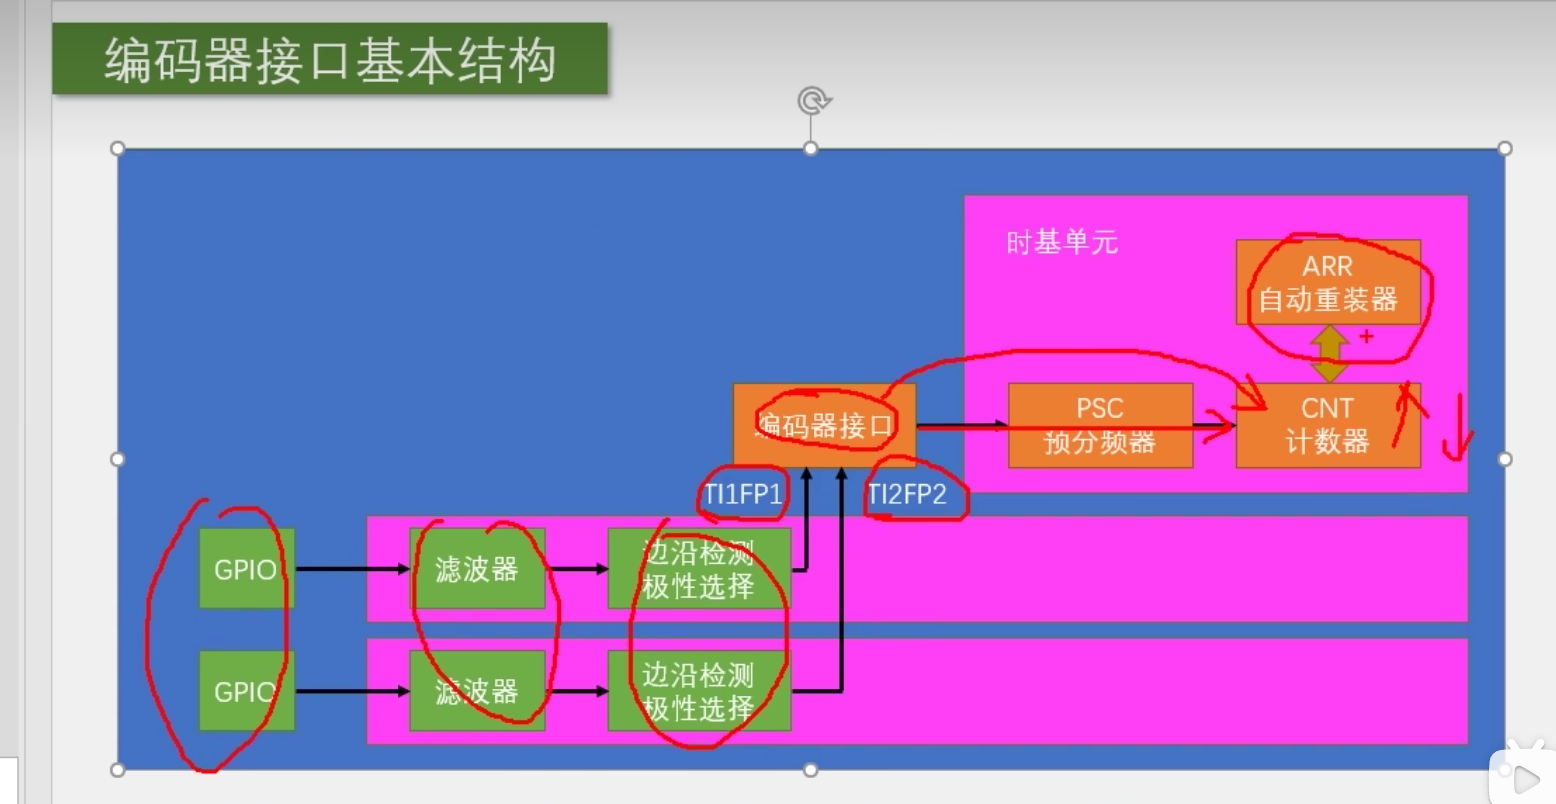 编码器接口基本结构
时基单元
ARR
自动重装器
编码器接口
PSC
预分频器
CNT
计数器
TI1FP1
TI2FP2
GPIO
滤波器
边沿检测
极性选择
GPIO
滤波器
边沿检测
极性选择